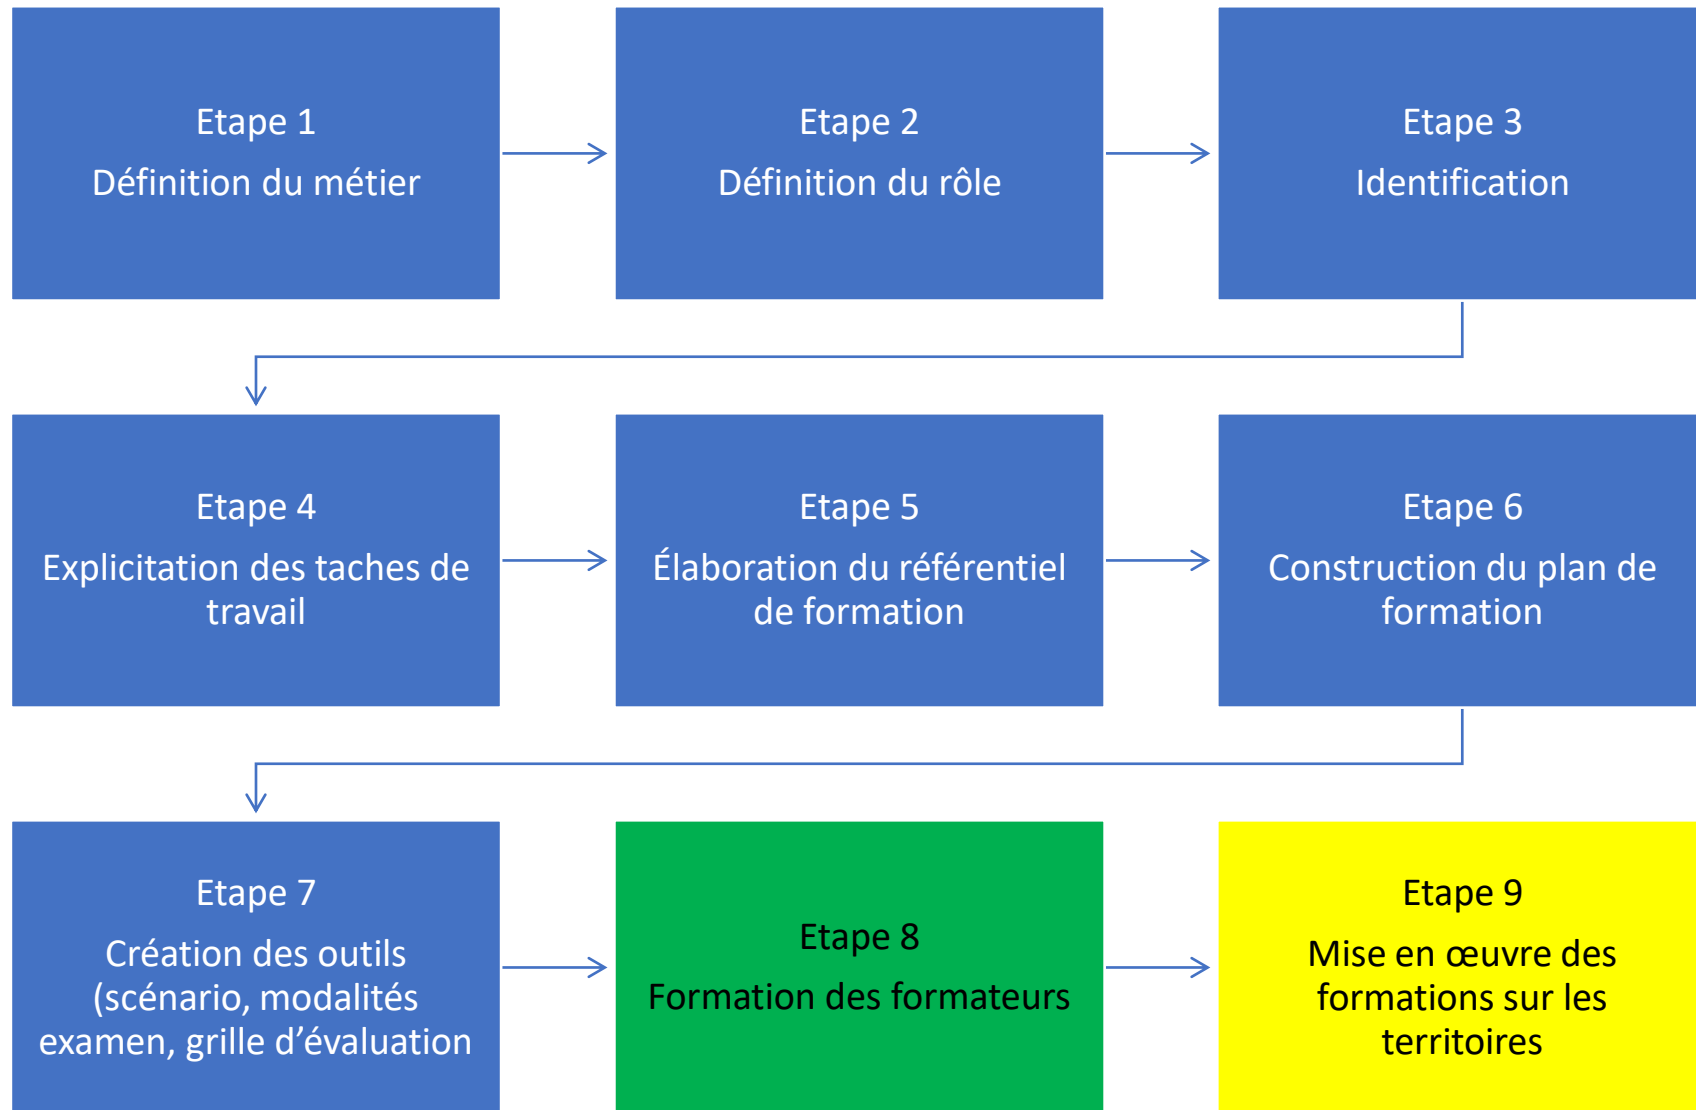 Etape 1
Définition du métier
Etape 2
Définition du rôle
Etape 3
Identification
Etape 4
Explicitation des taches de
travail
Etape 5
Élaboration du référentiel
de formation
Etape 6
Construction du plan de
formation
Etape 7
Création des outils
(scénario, modalités
examen, grille d’évaluation
Etape 8
Formation des formateurs
Etape 9
Mise en œuvre des
formations sur les
territoires